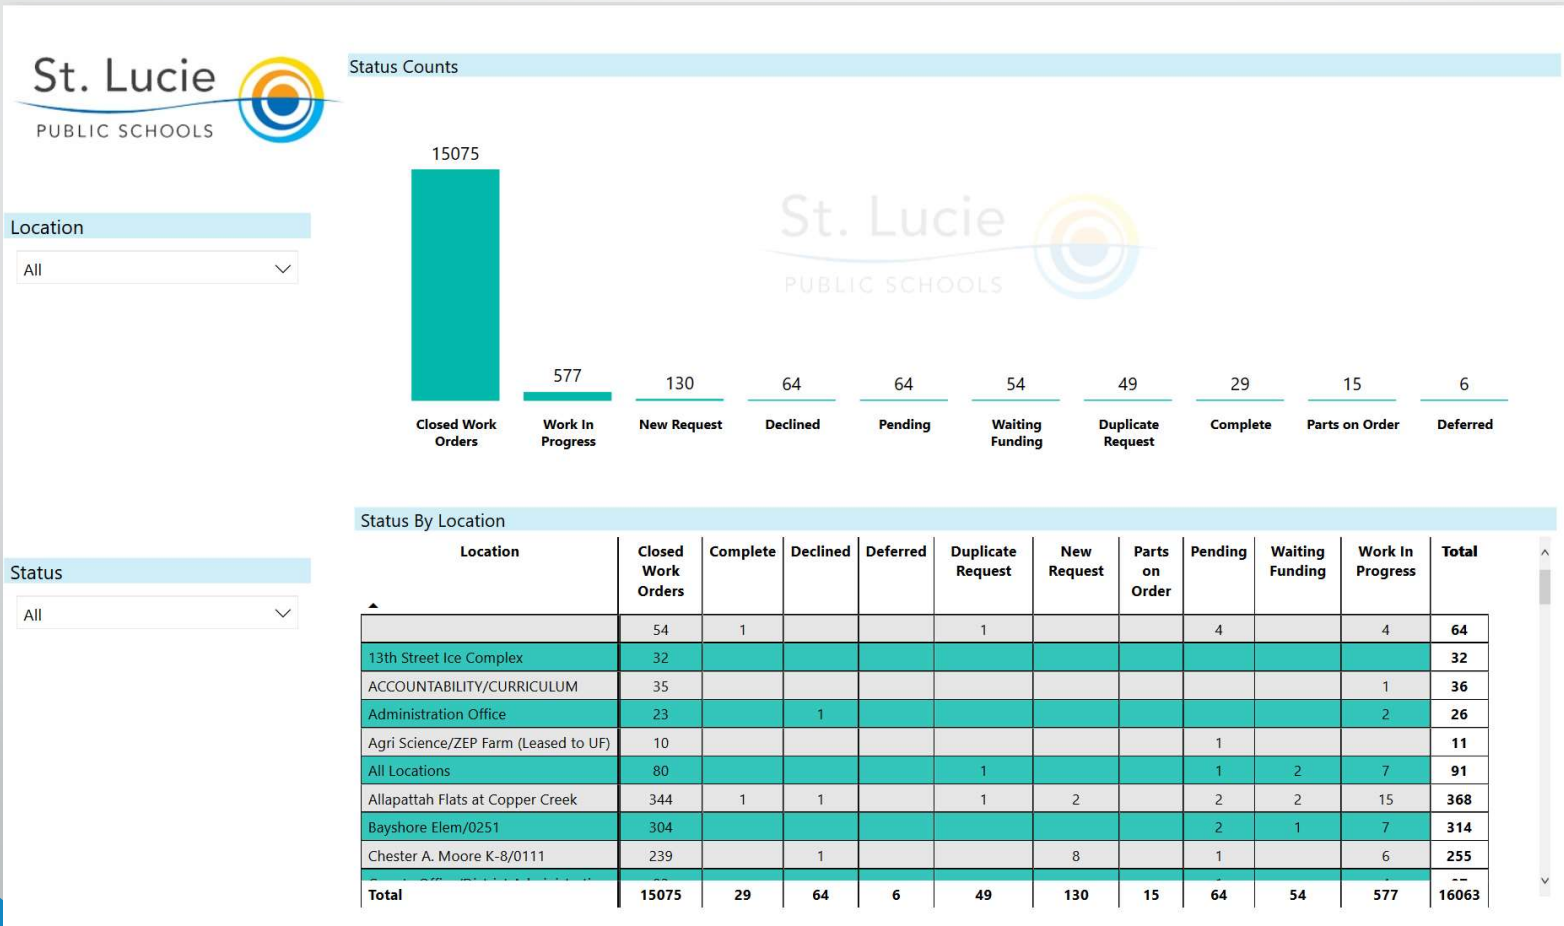 St. Lucie
PUBLIC SCHOOLS
Status Counts
15075
577
130
64
64
54
49
29
15
6
St. Lucie
PUBLIC SCHOOLS
Closed Work
Orders
Work In
Progress
New Request
Declined
Pending
Waiting
Funding
Duplicate
Request
Complete
Parts on Order
Deferred
Location
All
Status
All
Status By Location
Location Closed Work Orders Complete Declined Deferred Duplicate Request New Request Parts on Order Pending Waiting Funding Work In Progress Total
54 1 1 4 4 64
13th Street Ice Complex 32 32
ACCOUNTABILITY/CURRICULUM 35 1 36
Administration Office 23 1 2 26
Agri Science/ZEP Farm (Leased to UF) 10 1 11
All Locations 80 1 1 2 7 91
Allapattah Flats at Copper Creek 344 1 1 1 2 2 2 15 368
Bayshore Elem/0251 304 2 1 7 314
Chester A. Moore K-8/0111 239 1 8 1 6 255
Total 15075 29 64 6 49 130 15 64 54 577 16063